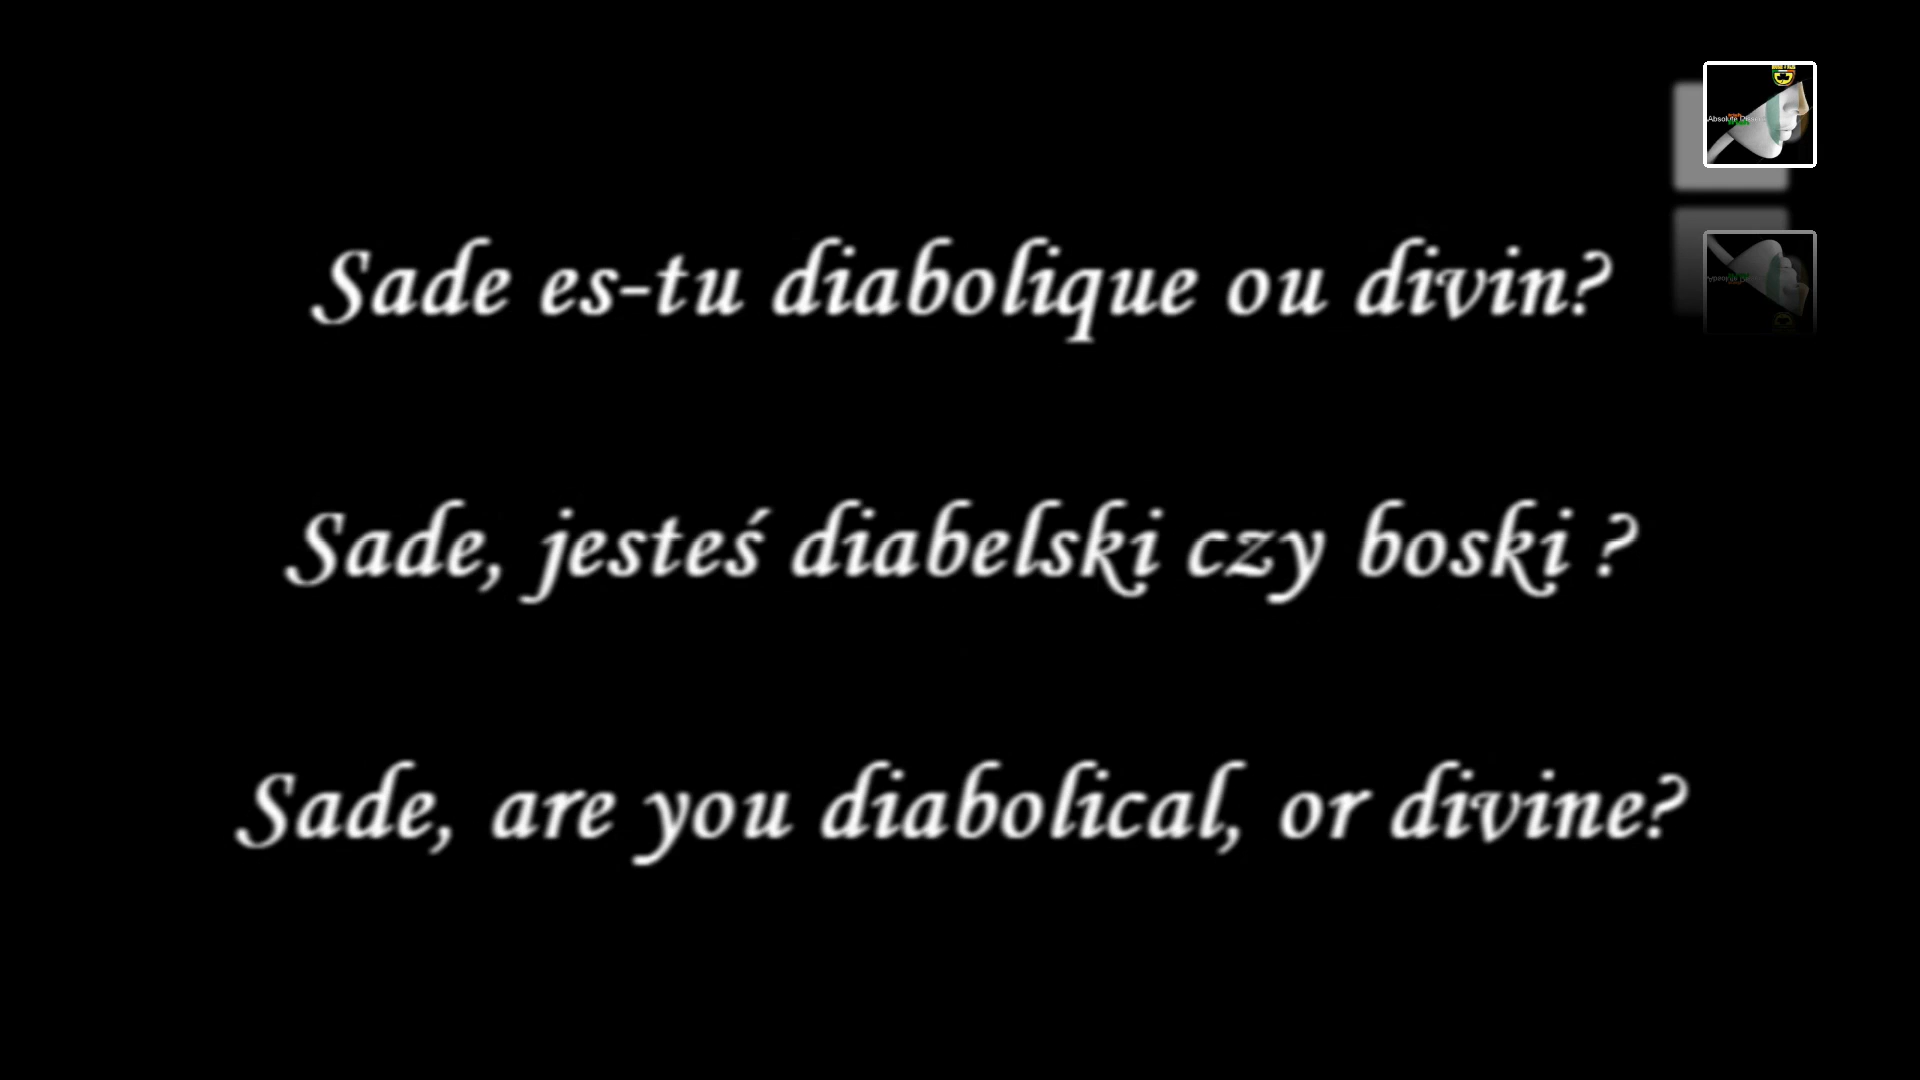 Sade es-tu diabolique ou divin?
Sade, jesteś diabelski czy boski ?
Sade, are you diabolical, or divine?